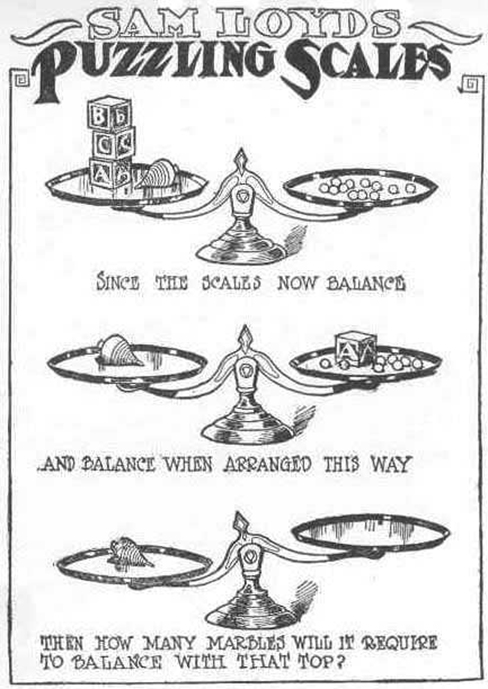 SAM LOYDS
PUZZLING SCALES
B b
C C
A A
SINCE THE SCALES NOW BALANCE
A A
AND BALANCE WHEN ARRANGED THIS WAY
THEN HOW MANY MARBLES WILL IT REQUIRE
TO BALANCE WITH THAT TOP?